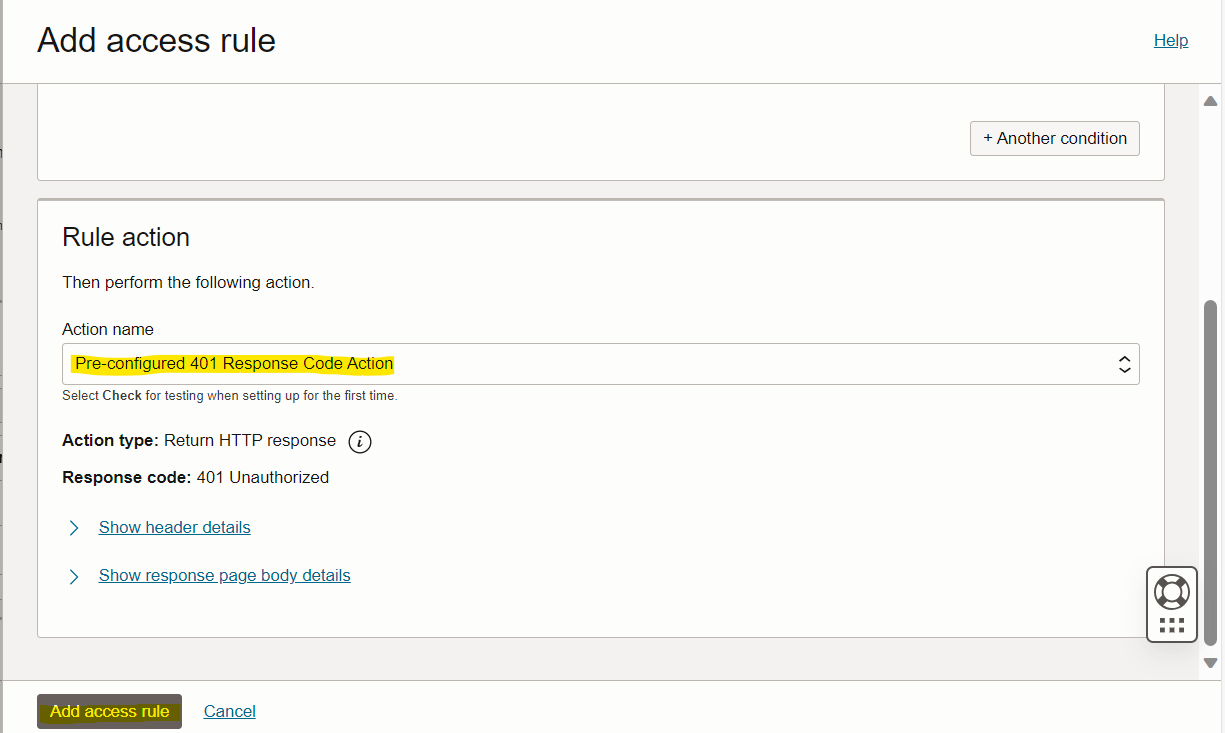 Add access rule
Help
+ Another condition
Rule action
Then perform the following action.
Action name
Pre-configured 401 Response Code Action
Select Check for testing when setting up for the first time.
Action type: Return HTTP response i
Response code: 401 Unauthorized
Show header details
Show response page body details
Add access rule
Cancel